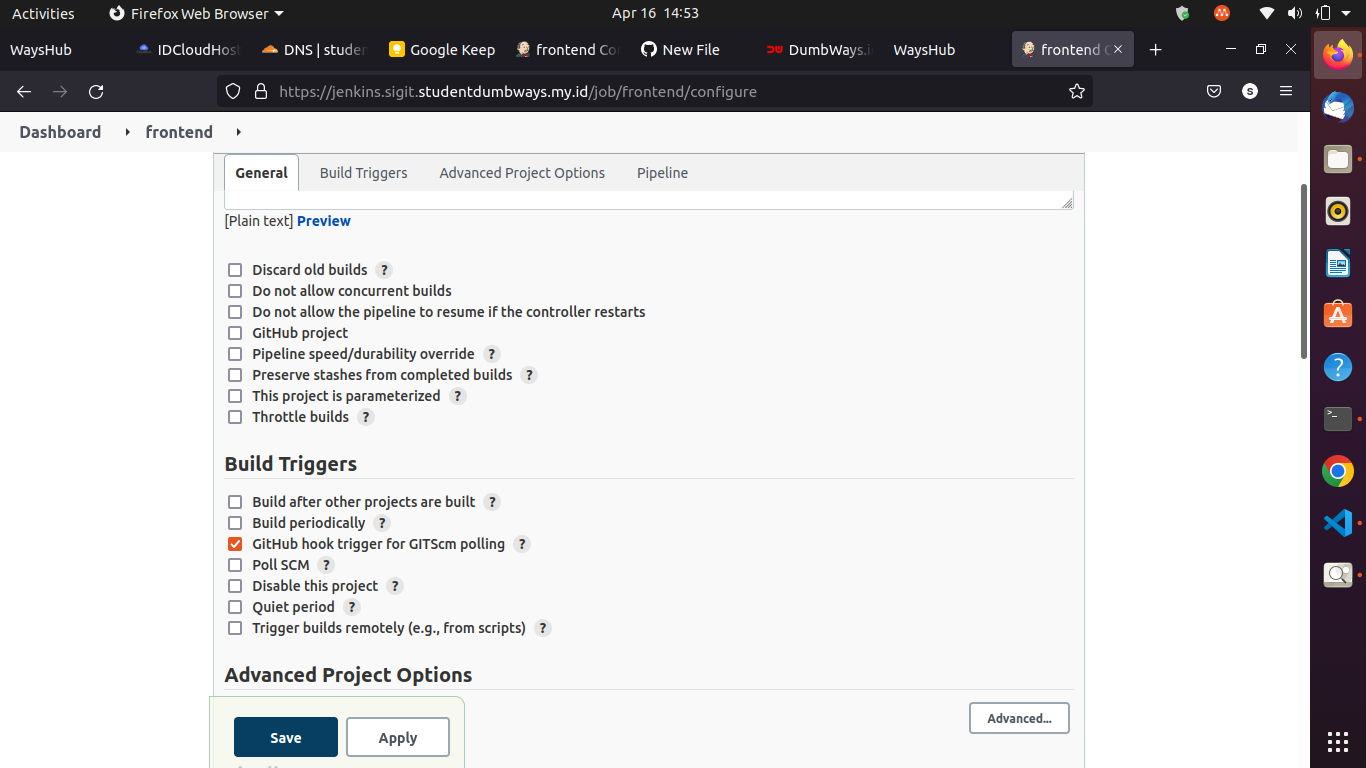 Activities Firefox Web Browser Apr 16 14:53
WaysHub IDCloudHost DNS | studen Google Keep frontend Co New File DumbWays.i WaysHub frontend C
https://jenkins.sigit.studentdumbways.my.id/job/frontend/configure S
Dashboard frontend
General Build Triggers Advanced Project Options Pipeline
[Plain text] Preview
Discard old builds ?
Do not allow concurrent builds
Do not allow the pipeline to resume if the controller restarts
GitHub project
Pipeline speed/durability override ?
Preserve stashes from completed builds ?
This project is parameterized ?
Throttle builds ?
Build Triggers
Build after other projects are built ?
Build periodically ?
GitHub hook trigger for GITScm polling ?
Poll SCM ?
Disable this project ?
Quiet period ?
Trigger builds remotely (e.g., from scripts) ?
Advanced Project Options
Advanced...
Save Apply